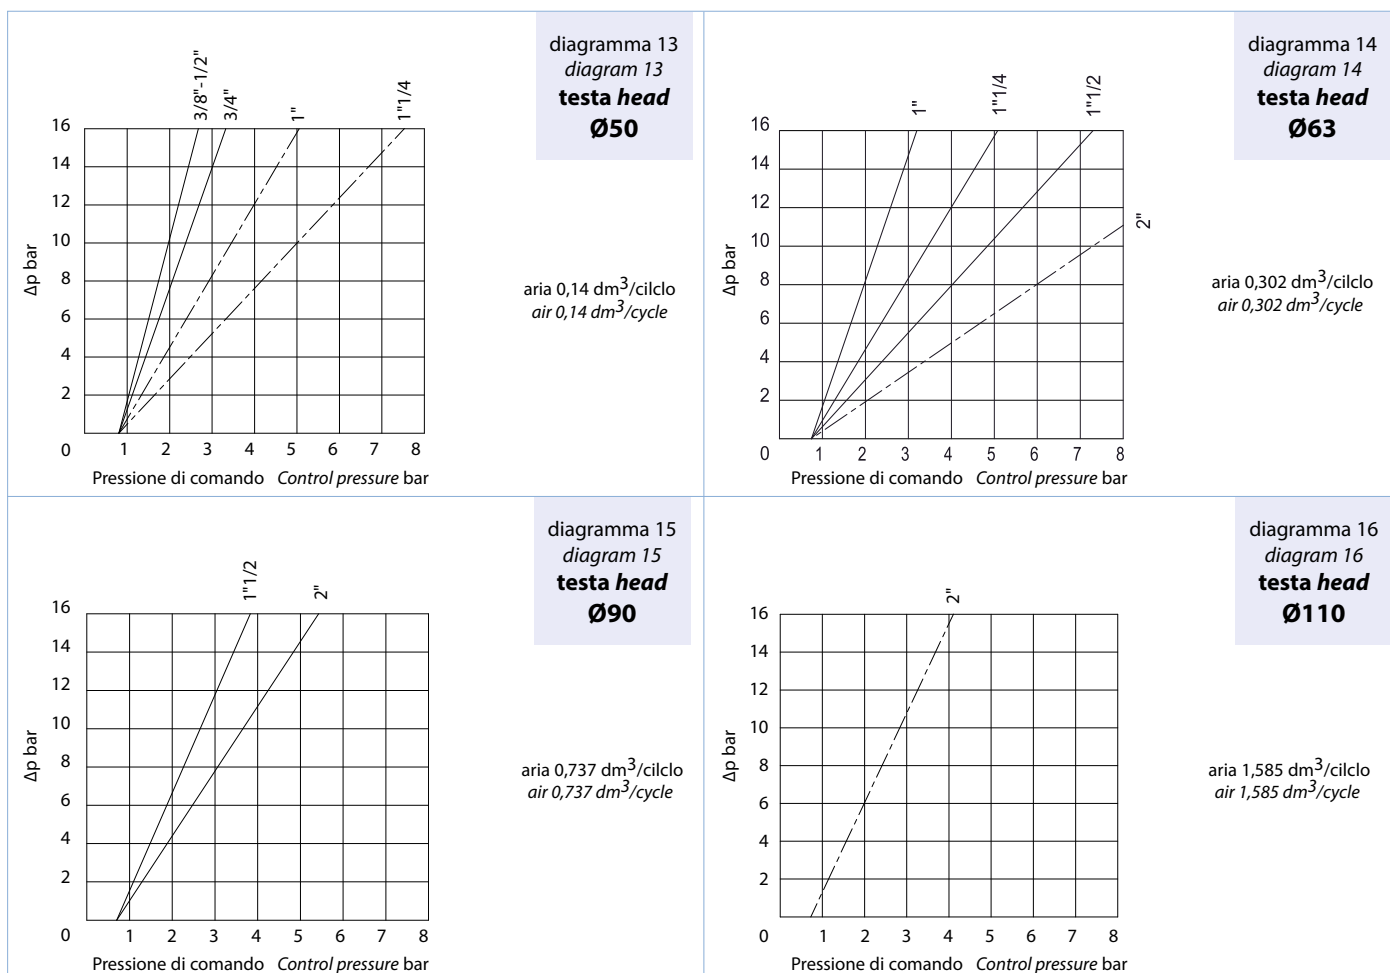 diagramma 13
diagram 13
testa head
Ø50
3/8"-1/2"
3/4"
1"
1"1/4
16
14
12
10
8
6
4
2
0
1 2 3 4 5 6 7 8
Δp bar
Pressione di comando Control pressure bar
aria 0,14 dm³/cilclo
air 0,14 dm³/cycle
diagramma 14
diagram 14
testa head
Ø63
1"
1"1/4
1"1/2
2"
16
14
12
10
8
6
4
2
0
1 2 3 4 5 6 7 8
Δp bar
Pressione di comando Control pressure bar
aria 0,302 dm³/cilclo
air 0,302 dm³/cycle
diagramma 15
diagram 15
testa head
Ø90
1"1/2
2"
16
14
12
10
8
6
4
2
0
1 2 3 4 5 6 7 8
Δp bar
Pressione di comando Control pressure bar
aria 0,737 dm³/cilclo
air 0,737 dm³/cycle
diagramma 16
diagram 16
testa head
Ø110
2"
16
14
12
10
8
6
4
2
0
1 2 3 4 5 6 7 8
Δp bar
Pressione di comando Control pressure bar
aria 1,585 dm³/cilclo
air 1,585 dm³/cycle